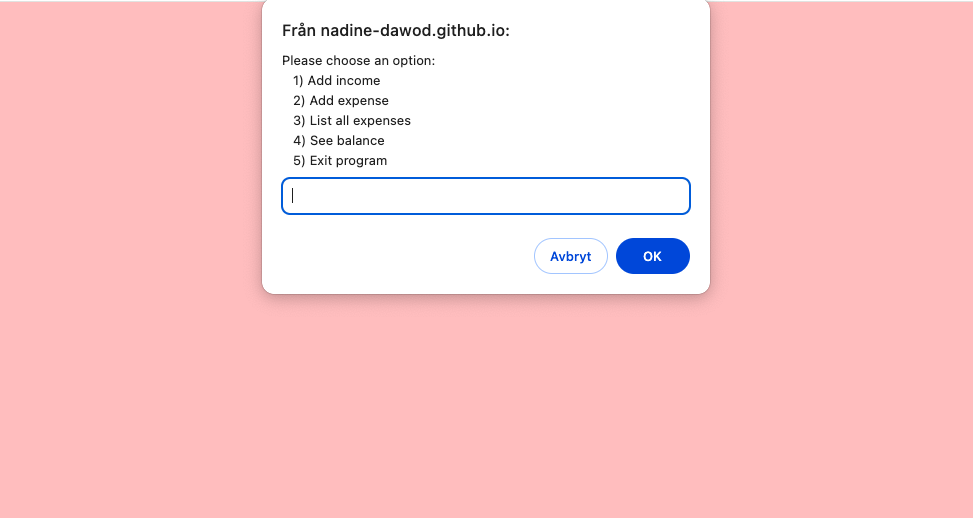 Från nadine-dawod.github.io:
Please choose an option:
1) Add income
2) Add expense
3) List all expenses
4) See balance
5) Exit program
Avbryt
OK